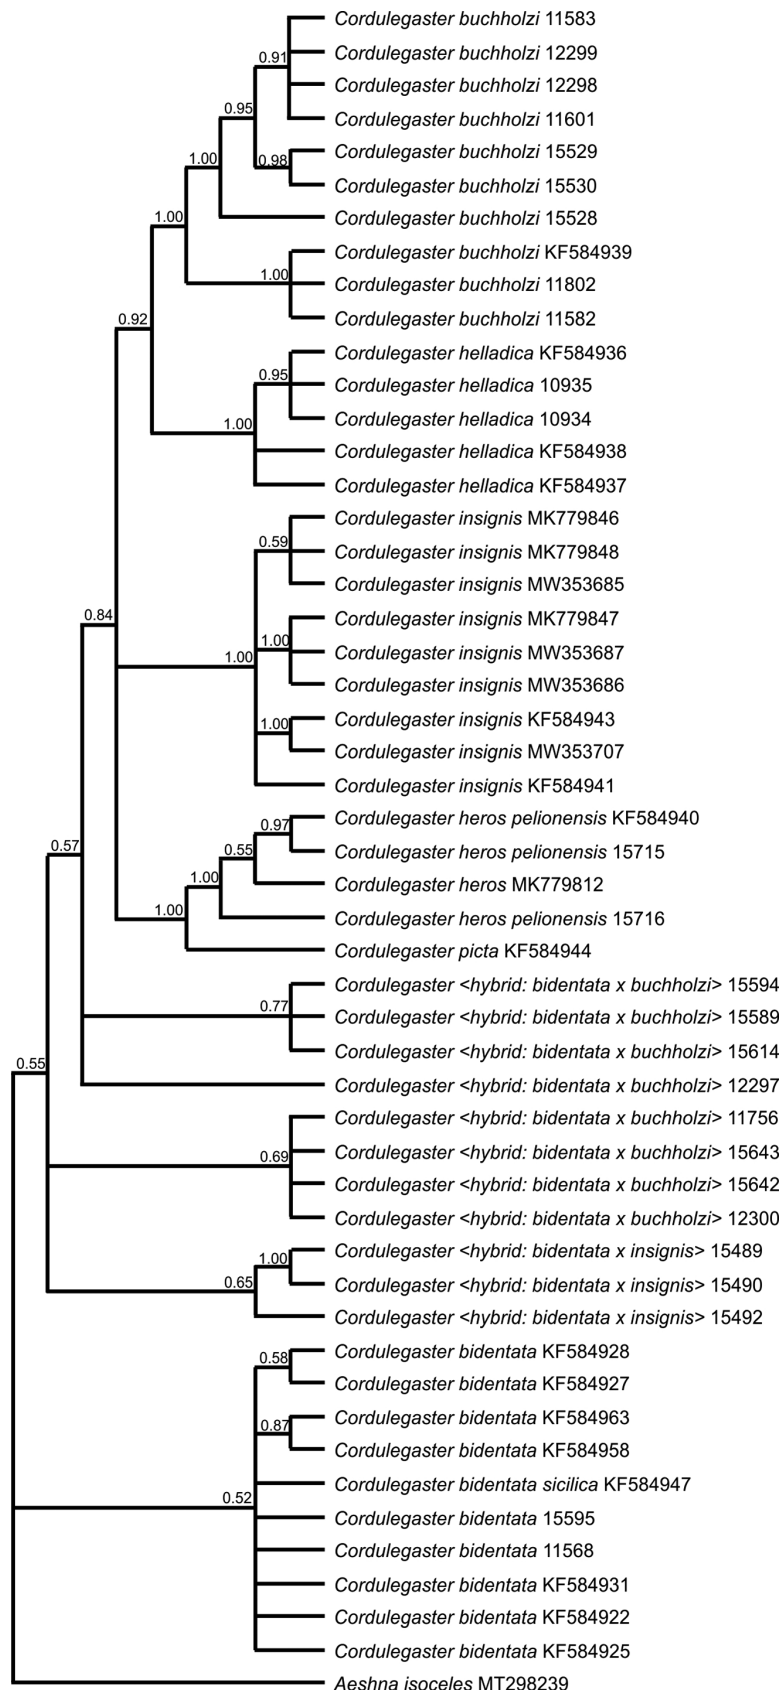 Cordulegaster buchholzi 11583
0.91
Cordulegaster buchholzi 12299
Cordulegaster buchholzi 12298
0.95
Cordulegaster buchholzi 11601
Cordulegaster buchholzi 15529
1.00
0.98
Cordulegaster buchholzi 15530
Cordulegaster buchholzi 15528
1.00
Cordulegaster buchholzi KF584939
1.00
Cordulegaster buchholzi 11802
Cordulegaster buchholzi 11582
0.92
Cordulegaster helladica KF584936
0.95
Cordulegaster helladica 10935
Cordulegaster helladica 10934
1.00
Cordulegaster helladica KF584938
Cordulegaster helladica KF584937
Cordulegaster insignis MK779846
0.59
Cordulegaster insignis MK779848
Cordulegaster insignis MW353685
0.84
Cordulegaster insignis MK779847
1.00
Cordulegaster insignis MW353687
1.00
Cordulegaster insignis MW353686
Cordulegaster insignis KF584943
1.00
Cordulegaster insignis MW353707
Cordulegaster insignis KF584941
Cordulegaster heros pelionensis KF584940
0.97
0.57
0.55
Cordulegaster heros pelionensis 15715
1.00
Cordulegaster heros MK779812
1.00
Cordulegaster heros pelionensis 15716
Cordulegaster picta KF584944
Cordulegaster <hybrid: bidentata x buchholzi> 15594
0.77
Cordulegaster <hybrid: bidentata x buchholzi> 15589
Cordulegaster <hybrid: bidentata x buchholzi> 15614
0.55
Cordulegaster <hybrid: bidentata x buchholzi> 12297
Cordulegaster <hybrid: bidentata x buchholzi> 11756
Cordulegaster <hybrid: bidentata x buchholzi> 15643
0.69
Cordulegaster <hybrid: bidentata x buchholzi> 15642
Cordulegaster <hybrid: bidentata x buchholzi> 12300
Cordulegaster <hybrid: bidentata x insignis> 15489
1.00
0.65
Cordulegaster <hybrid: bidentata x insignis> 15490
Cordulegaster <hybrid: bidentata x insignis> 15492
Cordulegaster bidentata KF584928
0.58
Cordulegaster bidentata KF584927
Cordulegaster bidentata KF584963
0.87
Cordulegaster bidentata KF584958
Cordulegaster bidentata sicilica KF584947
0.52
Cordulegaster bidentata 15595
Cordulegaster bidentata 11568
Cordulegaster bidentata KF584931
Cordulegaster bidentata KF584922
Cordulegaster bidentata KF584925
Aeshna isoceles MT298239